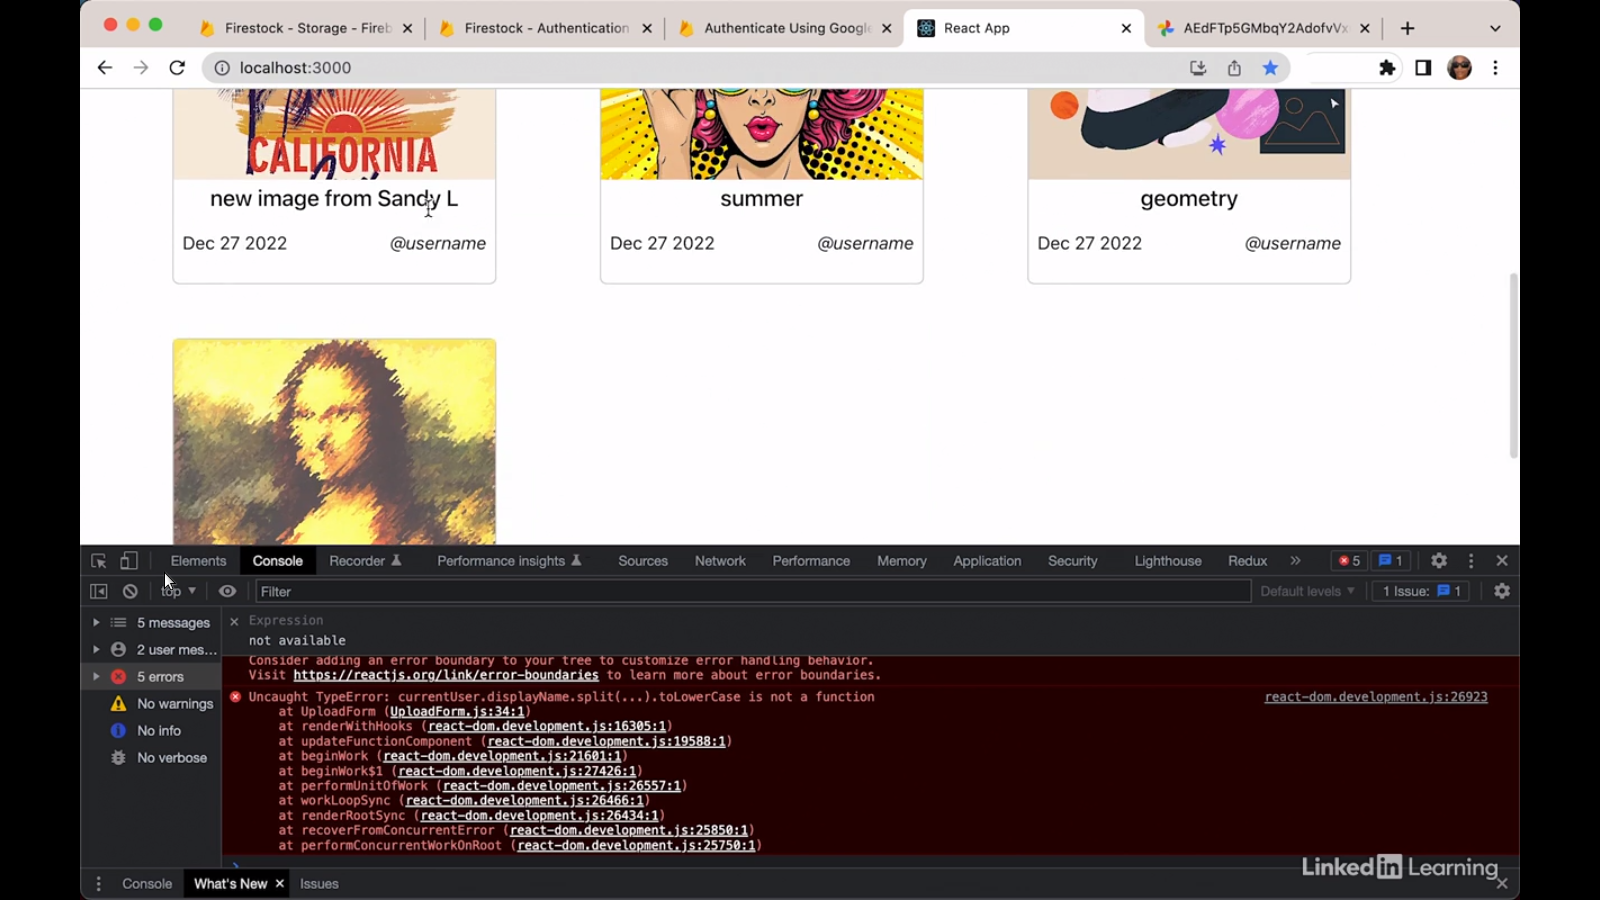 Firestock - Storage - Fireb
Firestock - Authentication
Authenticate Using Google
React App
AEdFTp5GMbqY2AdofvVx
localhost:3000
CALIFORNIA
new image from Sandy L
summer
geometry
Dec 27 2022 @username
Dec 27 2022 @username
Dec 27 2022 @username
Elements Console Recorder Performance insights Sources Network Performance Memory Application Security Lighthouse Redux 5 1
top Filter Default levels 1 Issue: 1
5 messages
2 user mes...
5 errors
No warnings
No info
No verbose
Expression
not available
Consider adding an error boundary to your tree to customize error handling behavior.
Visit https://reactjs.org/link/error-boundaries to learn more about error boundaries.
Uncaught TypeError: currentUser.displayName.split(...).toLowerCase is not a function react-dom.development.js:26923
at UploadForm (UploadForm.js:34:1)
at renderWithHooks (react-dom.development.js:16305:1)
at updateFunctionComponent (react-dom.development.js:19588:1)
at beginWork (react-dom.development.js:21601:1)
at beginWork$1 (react-dom.development.js:27426:1)
at performUnitOfWork (react-dom.development.js:26557:1)
at workLoopSync (react-dom.development.js:26466:1)
at renderRootSync (react-dom.development.js:26434:1)
at recoverFromConcurrentError (react-dom.development.js:25850:1)
at performConcurrentWorkOnRoot (react-dom.development.js:25750:1)
Console What's New Issues
Linked in Learning